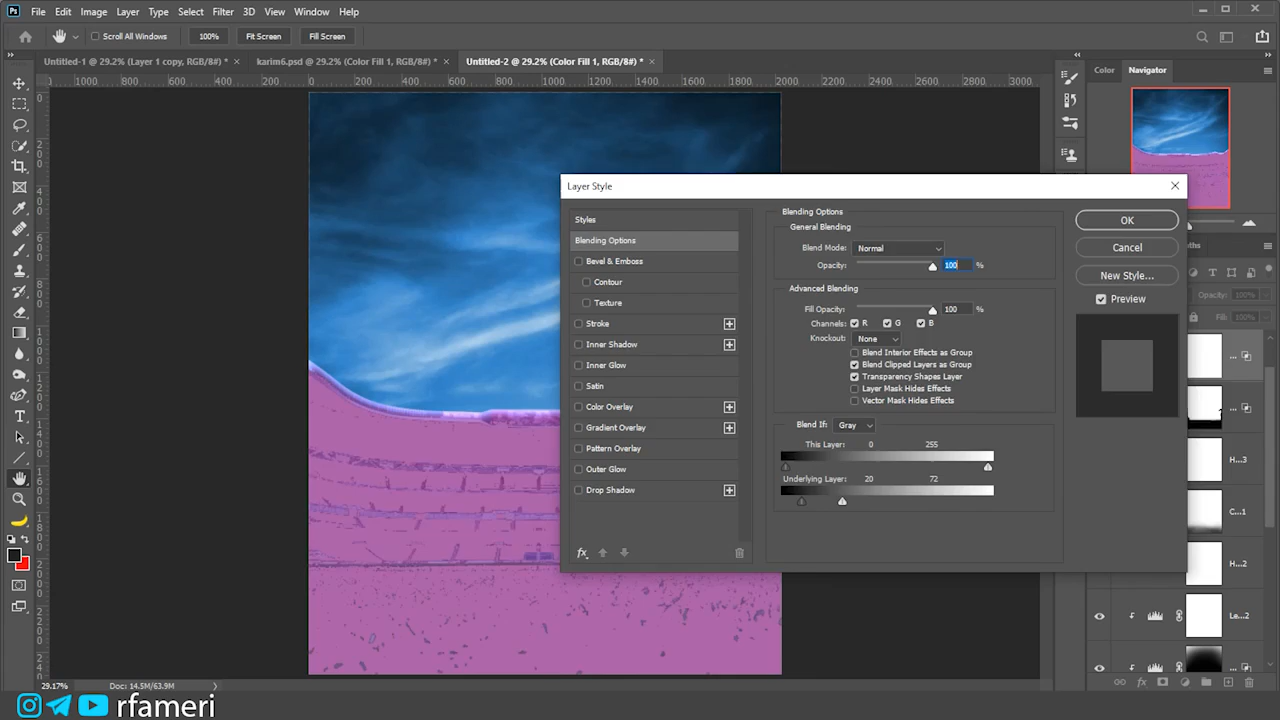 Ps File Edit Image Layer Type Select Filter 3D View Window Help
Scroll All Windows 100% Fit Screen Fill Screen
Untitled-1 @ 29.2% (Layer 1 copy, RGB/8#) * × karim6.psd @ 29.2% (Color Fill 1, RGB/8#) * × Untitled-2 @ 29.2% (Color Fill 1, RGB/8#) * ×
Color Navigator
1000 800 600 400 200 0 200 400 600 800 1000 1200 1400 1600 1800 2000 2200 2400 2600 2800 3000
Layer Style
Styles
Blending Options
Bevel & Emboss
Contour
Texture
Stroke
Inner Shadow
Inner Glow
Satin
Color Overlay
Gradient Overlay
Pattern Overlay
Outer Glow
Drop Shadow
fx
Blending Options
General Blending
Blend Mode: Normal
Opacity: 100 %
Advanced Blending
Fill Opacity: 100 %
Channels: R G B
Knockout: None
Blend Interior Effects as Group
Blend Clipped Layers as Group
Transparency Shapes Layer
Layer Mask Hides Effects
Vector Mask Hides Effects
Blend If: Gray
This Layer: 0 255
Underlying Layer: 20 72
OK
Cancel
New Style...
Preview
aths
Opacity: 100%
Fill: 100%
...
...
H...3
C...1
H...2
Le...2
...
fx
29.17% Doc: 14.5M/63.9M
rfameri